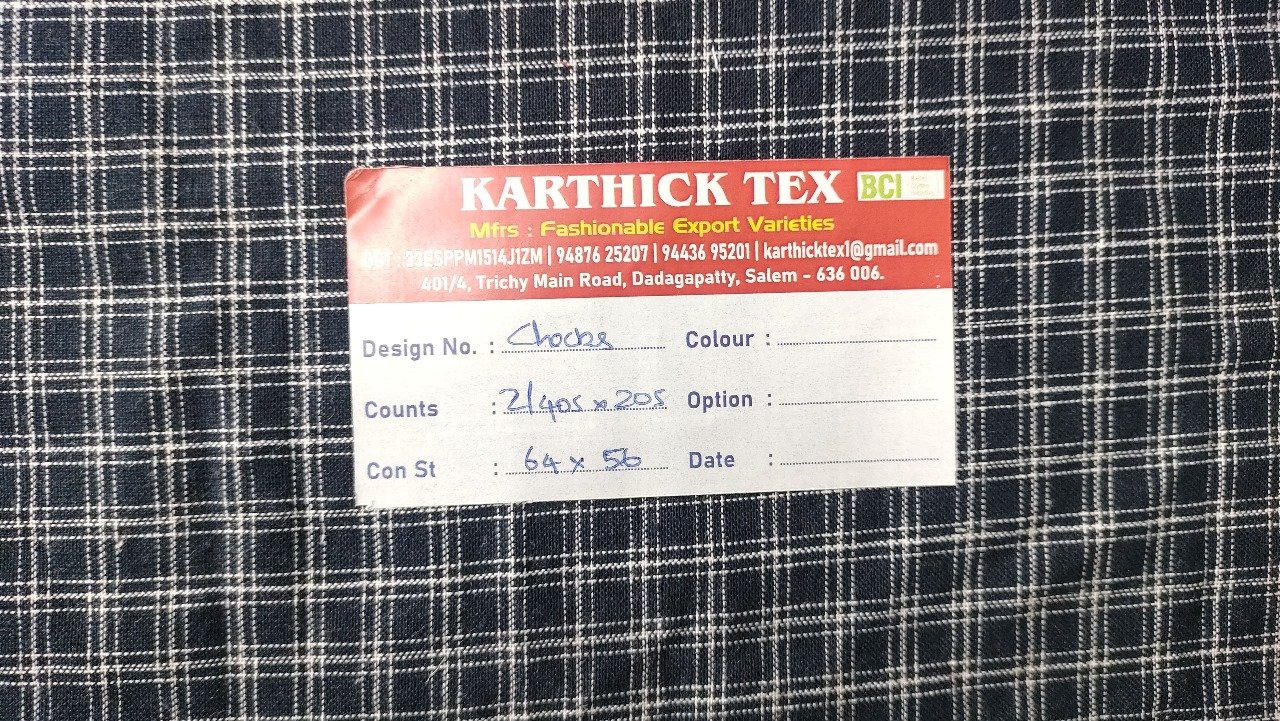 KARTHICK TEX BCI
Mfrs : Fashionable Export Varieties
94876 25207 | 94436 95201 | karthicktex1@gmail.com
401/4, Trichy Main Road, Dadagapatty, Salem - 636 006.
Design No. : Chocks Colour :
Counts : 2/40s x 20s Option :
Con St : 64 x 56 Date :